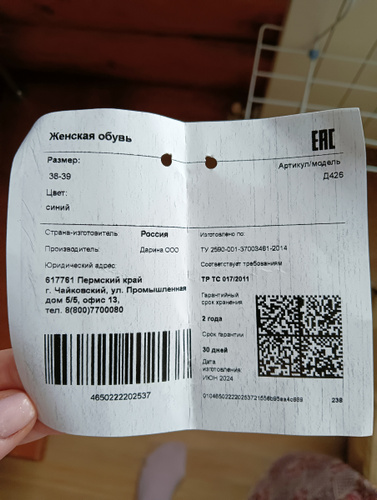 Женская обувь
EAC
Размер:
38-39
Артикул/модель
Д426
Цвет:
синий
Страна-изготовитель Россия
Производитель: Дарина ООО
Юридический адрес:
617761 Пермский край
г. Чайковский, ул. Промышленная
дом 5/5, офис 13,
тел. 8(800)7700080
4650222202537
Изготовлено по:
ТУ 2590-001-37003461-2014
Соответствует требованиям
ТР ТС 017/2011
Гарантийный
срок хранения
2 года
Срок гарантии
30 дней
Дата
изготовления
ИЮН 2024
238